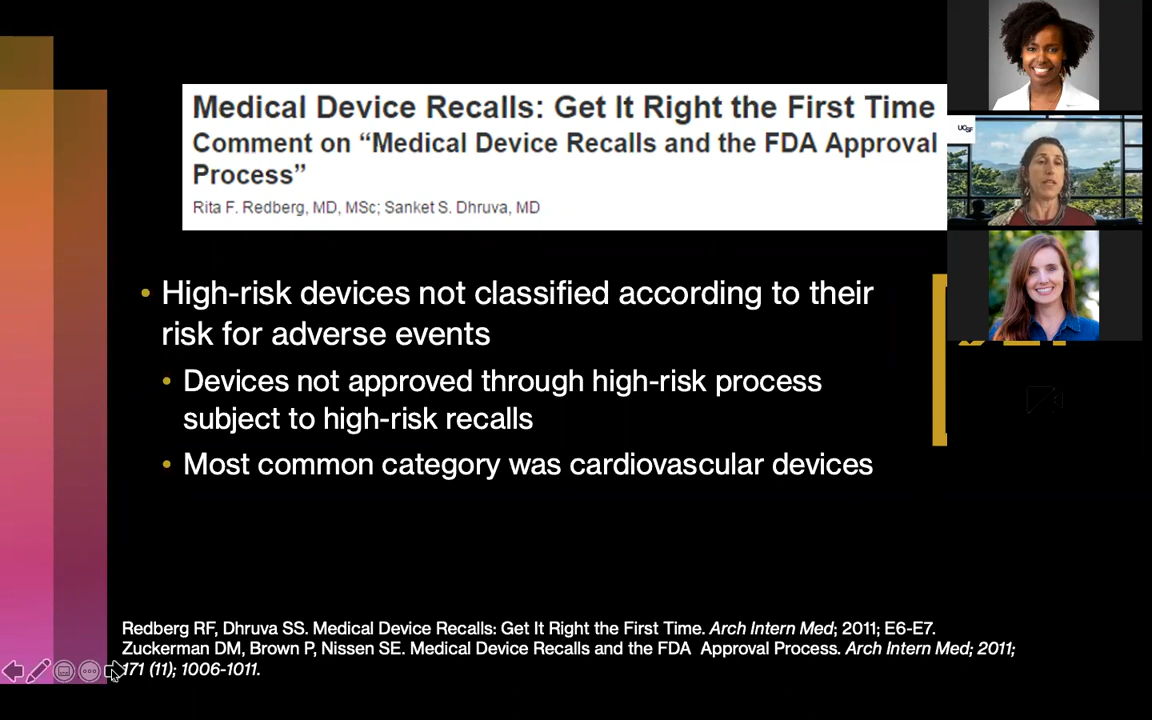 Medical Device Recalls: Get It Right the First Time
Comment on “Medical Device Recalls and the FDA Approval
Process”
Rita F. Redberg, MD, MSc; Sanket S. Dhruva, MD
UCSF
• High-risk devices not classified according to their
risk for adverse events
• Devices not approved through high-risk process
subject to high-risk recalls
• Most common category was cardiovascular devices
Redberg RF, Dhruva SS. Medical Device Recalls: Get It Right the First Time. Arch Intern Med; 2011; E6-E7.
Zuckerman DM, Brown P, Nissen SE. Medical Device Recalls and the FDA Approval Process. Arch Intern Med; 2011;
171 (11); 1006-1011.